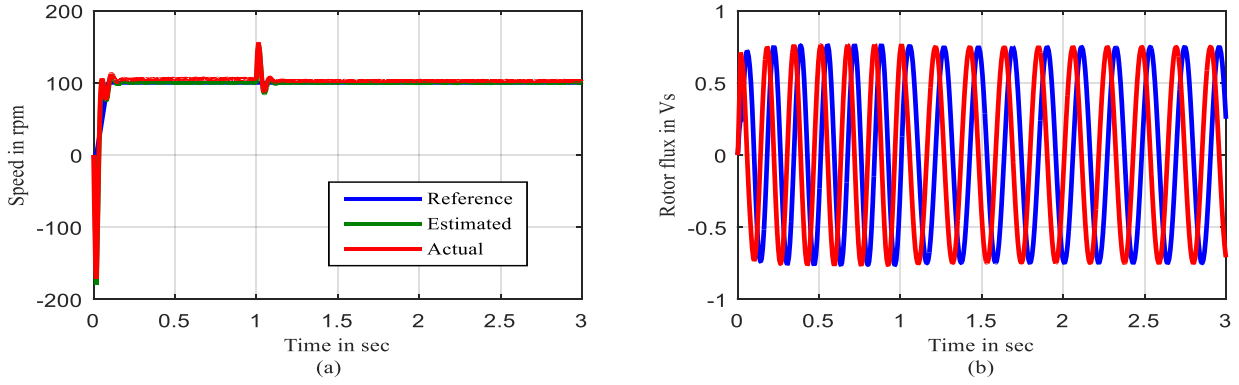 200
100
0
-100
-200
Speed in rpm
0
0.5
1
1.5
2
2.5
3
Time in sec
(a)
Reference
Estimated
Actual
1
0.5
0
-0.5
-1
Rotor flux in Vs
0
0.5
1
1.5
2
2.5
3
Time in sec
(b)